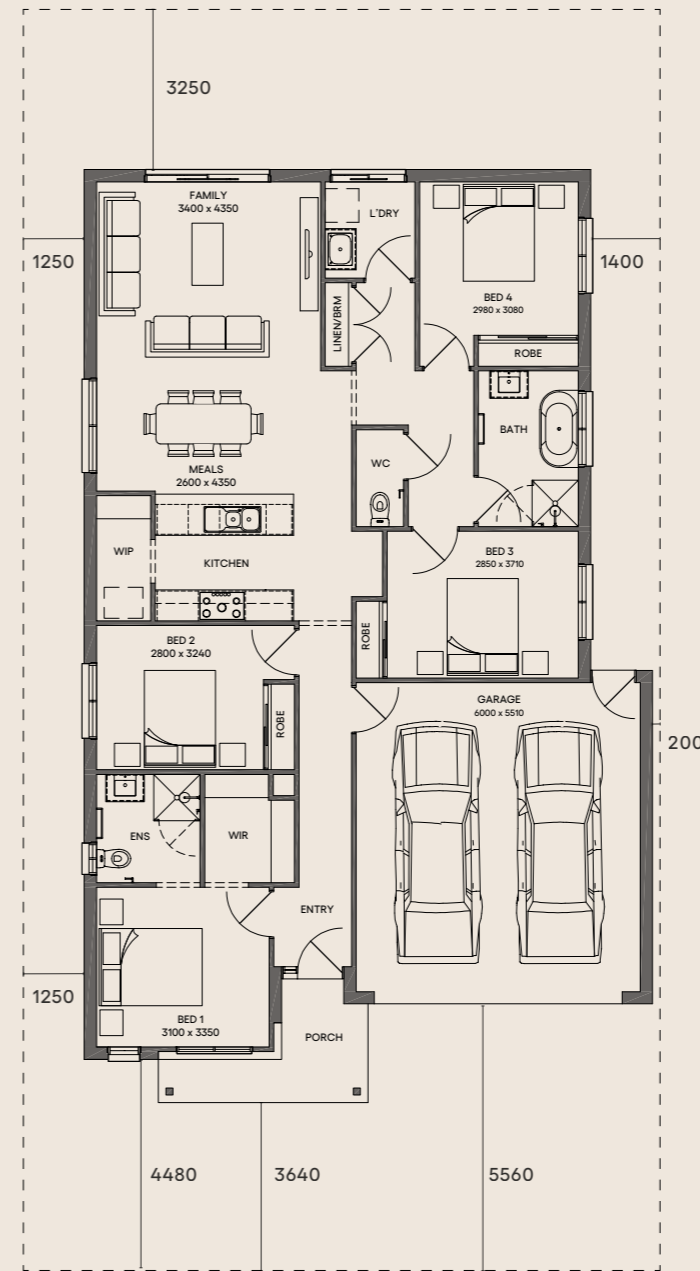 3250
FAMILY
3400 x 4350
L'DRY
1250
1400
BED 4
2980 x 3080
LINEN/BRM
ROBE
BATH
MEALS
2600 x 4350
WC
WIP
KITCHEN
BED 3
2850 x 3710
ROBE
BED 2
2800 x 3240
ROBE
GARAGE
6000 x 5510
200
ENS
WIR
ENTRY
1250
BED 1
3100 x 3350
PORCH
4480
3640
5560